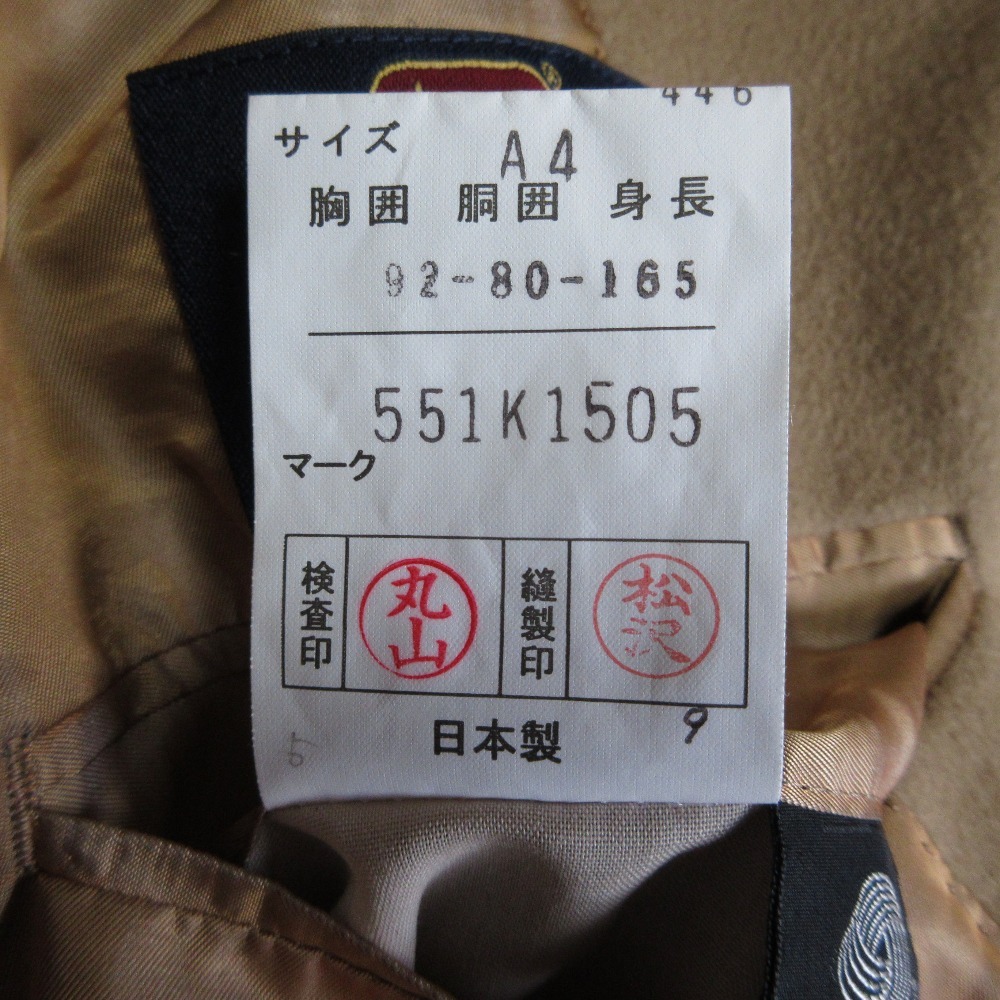 446
サイズ
A4
胸囲 胴囲 身長
92-80-165
551K1505
マーク
検査印 丸山 縫製印 松沢
日本製 9
5